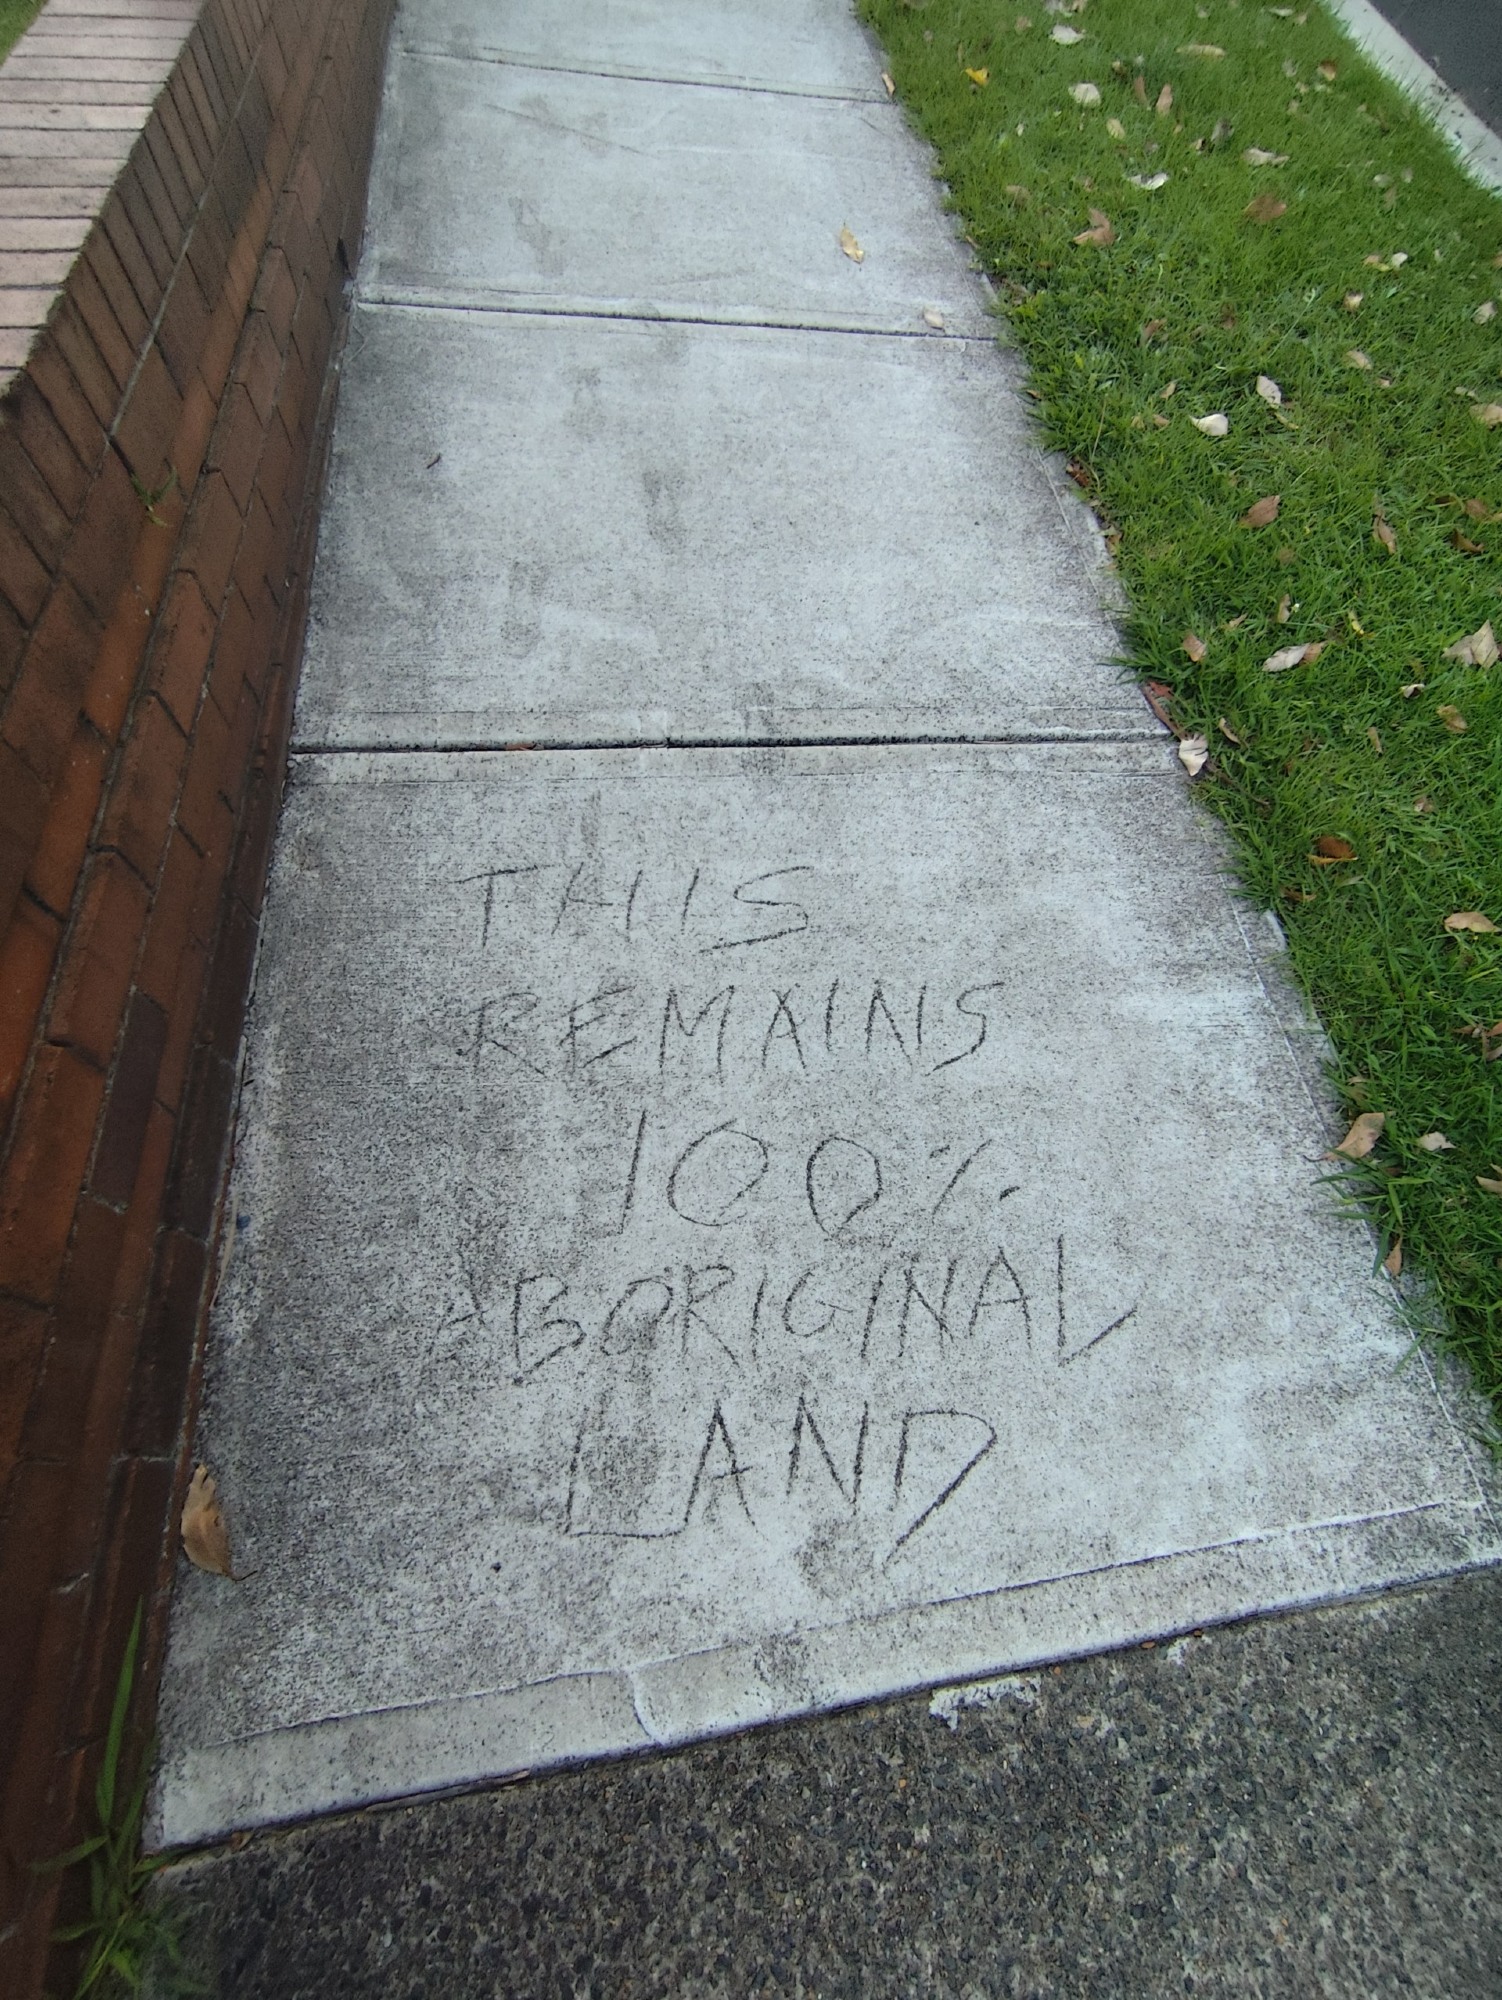 THIS
REMAINS
100%
ABORIGINAL
LAND